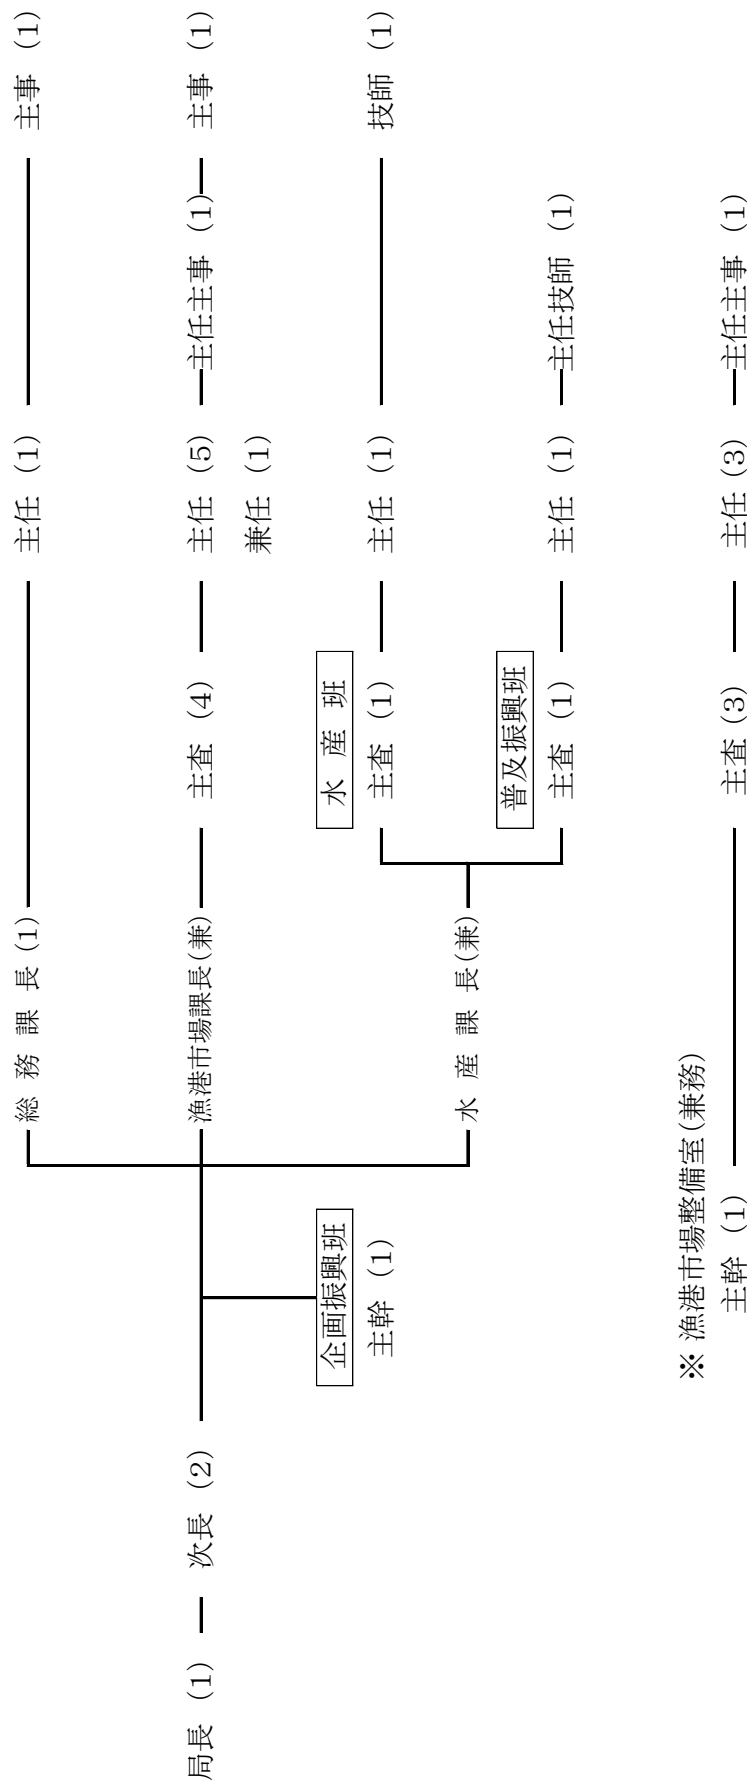 局長 (1)
次長 (2)
企画振興班
主幹 (1)
総務課長(1)
主任 (1)
主事 (1)
漁港市場課長(兼)
主査 (4)
主任 (5)
兼任 (1)
主任主事 (1)
主事 (1)
水産課長(兼)
水産班
主査 (1)
主任 (1)
技師 (1)
普及振興班
主査 (1)
主任 (1)
主任技師 (1)
※ 漁港市場整備室(兼務)
主幹 (1)
主査 (3)
主任 (3)
主任主事 (1)